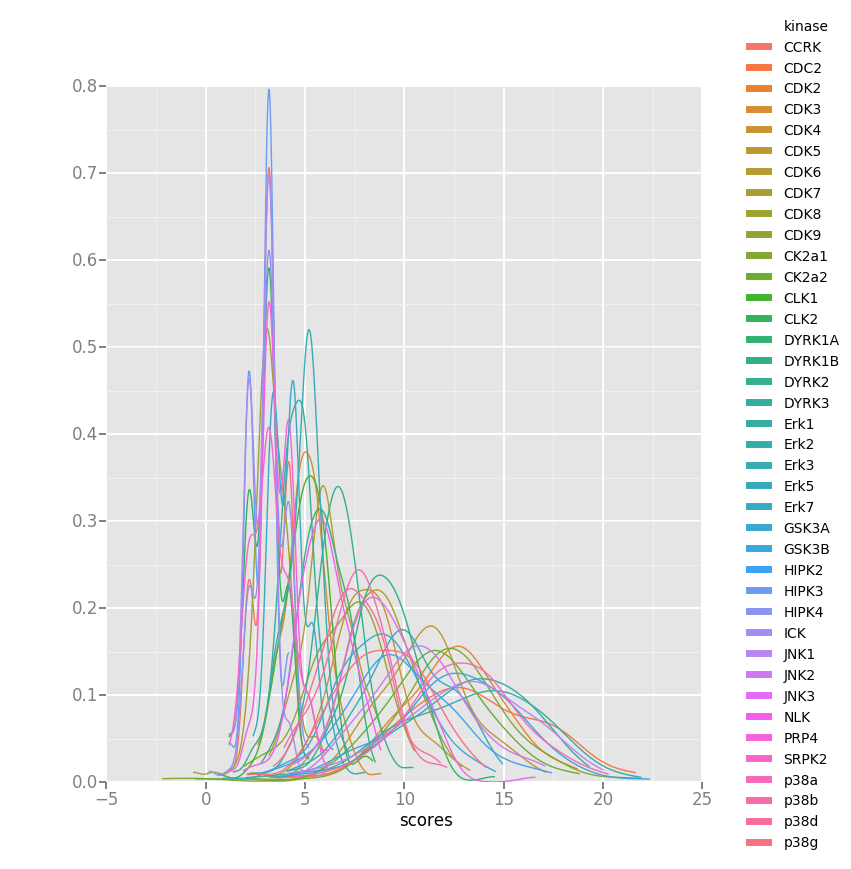 kinase
CCRK
CDC2
CDK2
CDK3
CDK4
CDK5
CDK6
CDK7
CDK8
CDK9
CK2a1
CK2a2
CLK1
CLK2
DYRK1A
DYRK1B
DYRK2
DYRK3
Erk1
Erk2
Erk3
Erk5
Erk7
GSK3A
GSK3B
HIPK2
HIPK3
HIPK4
ICK
JNK1
JNK2
JNK3
NLK
PRP4
SRPK2
p38a
p38b
p38d
p38g
0.8
0.7
0.6
0.5
0.4
0.3
0.2
0.1
0.0
−5 0 5 10 15 20 25
scores